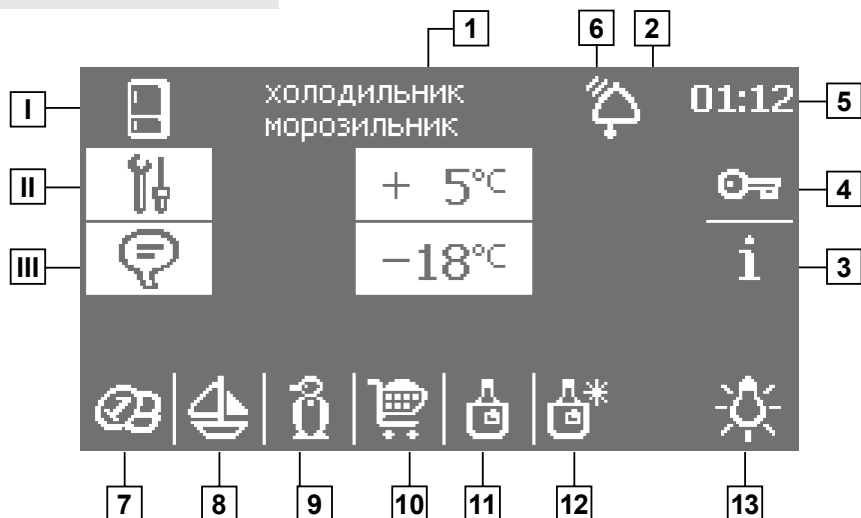 1 6 2
I холодильник 01:12 5
морозильник
II + 5°C 4
III −18°C i 3
7 8 9 10 11 12 13